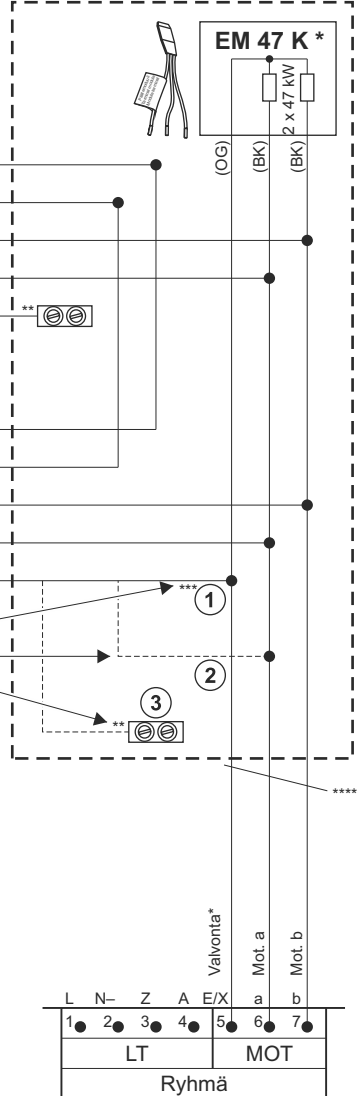 EM 47 K *
2 x 47 kW
(OG)
(BK)
(BK)
**
***
1
2
3
**
****
Valvonta*
Mot. a
Mot. b
L N– Z A E/X a b
1 2 3 4 5 6 7
LT MOT
Ryhmä